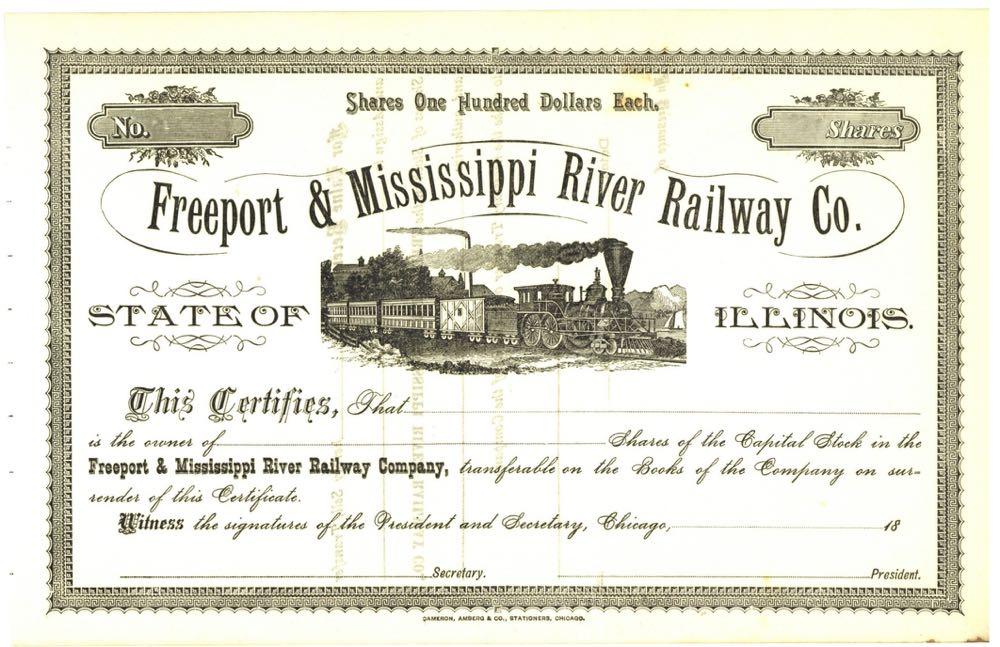 Shares One Hundred Dollars Each.
No.
Shares
Freeport & Mississippi River Railway Co.
STATE OF
ILLINOIS.
This Certifies, That
is the owner of Shares of the Capital Stock in the
Freeport & Mississippi River Railway Company, transferable on the Books of the Company on sur-
render of this Certificate.
Witness the signatures of the President and Secretary, Chicago, 18
Secretary. President.
CAMERON, AMBERG & CO., STATIONERS, CHICAGO.